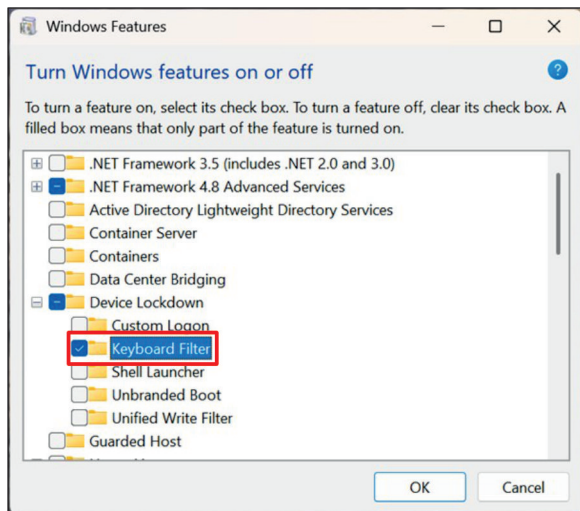 Windows Features
Turn Windows features on or off
?
To turn a feature on, select its check box. To turn a feature off, clear its check box. A
filled box means that only part of the feature is turned on.
.NET Framework 3.5 (includes .NET 2.0 and 3.0)
.NET Framework 4.8 Advanced Services
Active Directory Lightweight Directory Services
Container Server
Containers
Data Center Bridging
Device Lockdown
Custom Logon
Keyboard Filter
Shell Launcher
Unbranded Boot
Unified Write Filter
Guarded Host
OK
Cancel